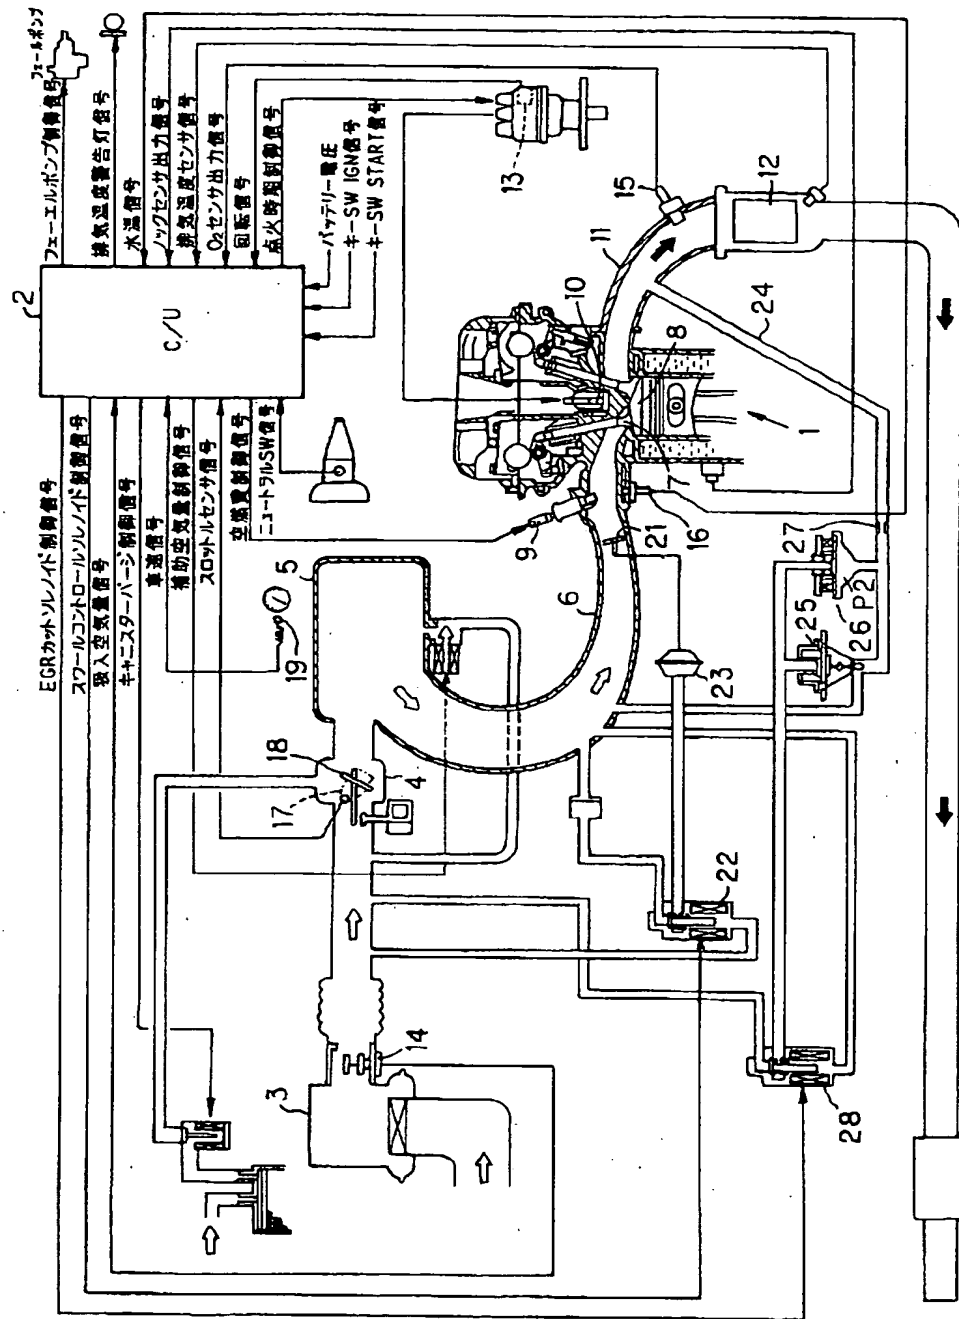 フェールポンプ
フェーエルポンプ制御信号
排気温度警告灯信号
水温信号
ノックセンサ出力信号
排気温度センサ信号
O2センサ出力信号
回転信号
点火時期制御信号
バッテリー電圧
キーSW IGN信号
キーSW START信号
2
C/U
EGRカットソレノイド制御信号
スワールコントロールソレノイド制御信号
吸入空気量信号
キャニスターパージ制御信号
車速信号
補助空気量制御信号
スロットルセンサ信号
空燃費制御信号
ニュートラルSW信号
13
15
12
11
10
8
24
1
7
16
21
9
6
5
19
27
P2
26
25
23
18
17
4
22
14
3
28